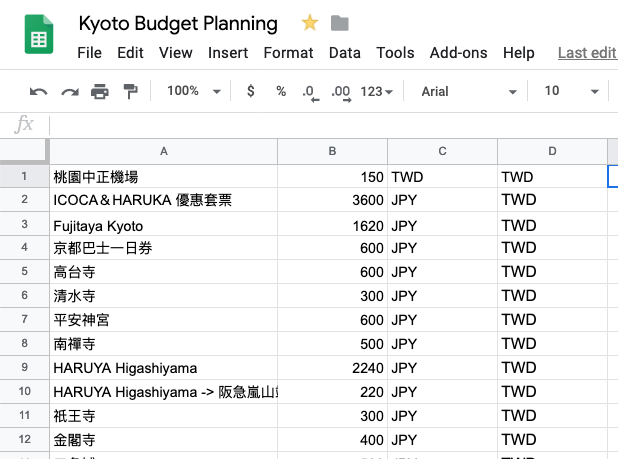 Kyoto Budget Planning
File Edit View Insert Format Data Tools Add-ons Help Last edit
100% $ % .0 .00 123 Arial 10
fx
A B C D
1 桃園中正機場 150 TWD TWD
2 ICOCA＆HARUKA 優惠套票 3600 JPY TWD
3 Fujitaya Kyoto 1620 JPY TWD
4 京都巴士一日券 600 JPY TWD
5 高台寺 600 JPY TWD
6 清水寺 300 JPY TWD
7 平安神宮 600 JPY TWD
8 南禪寺 500 JPY TWD
9 HARUYA Higashiyama 2240 JPY TWD
10 HARUYA Higashiyama -> 阪急嵐山 220 JPY TWD
11 祇王寺 300 JPY TWD
12 金閣寺 400 JPY TWD